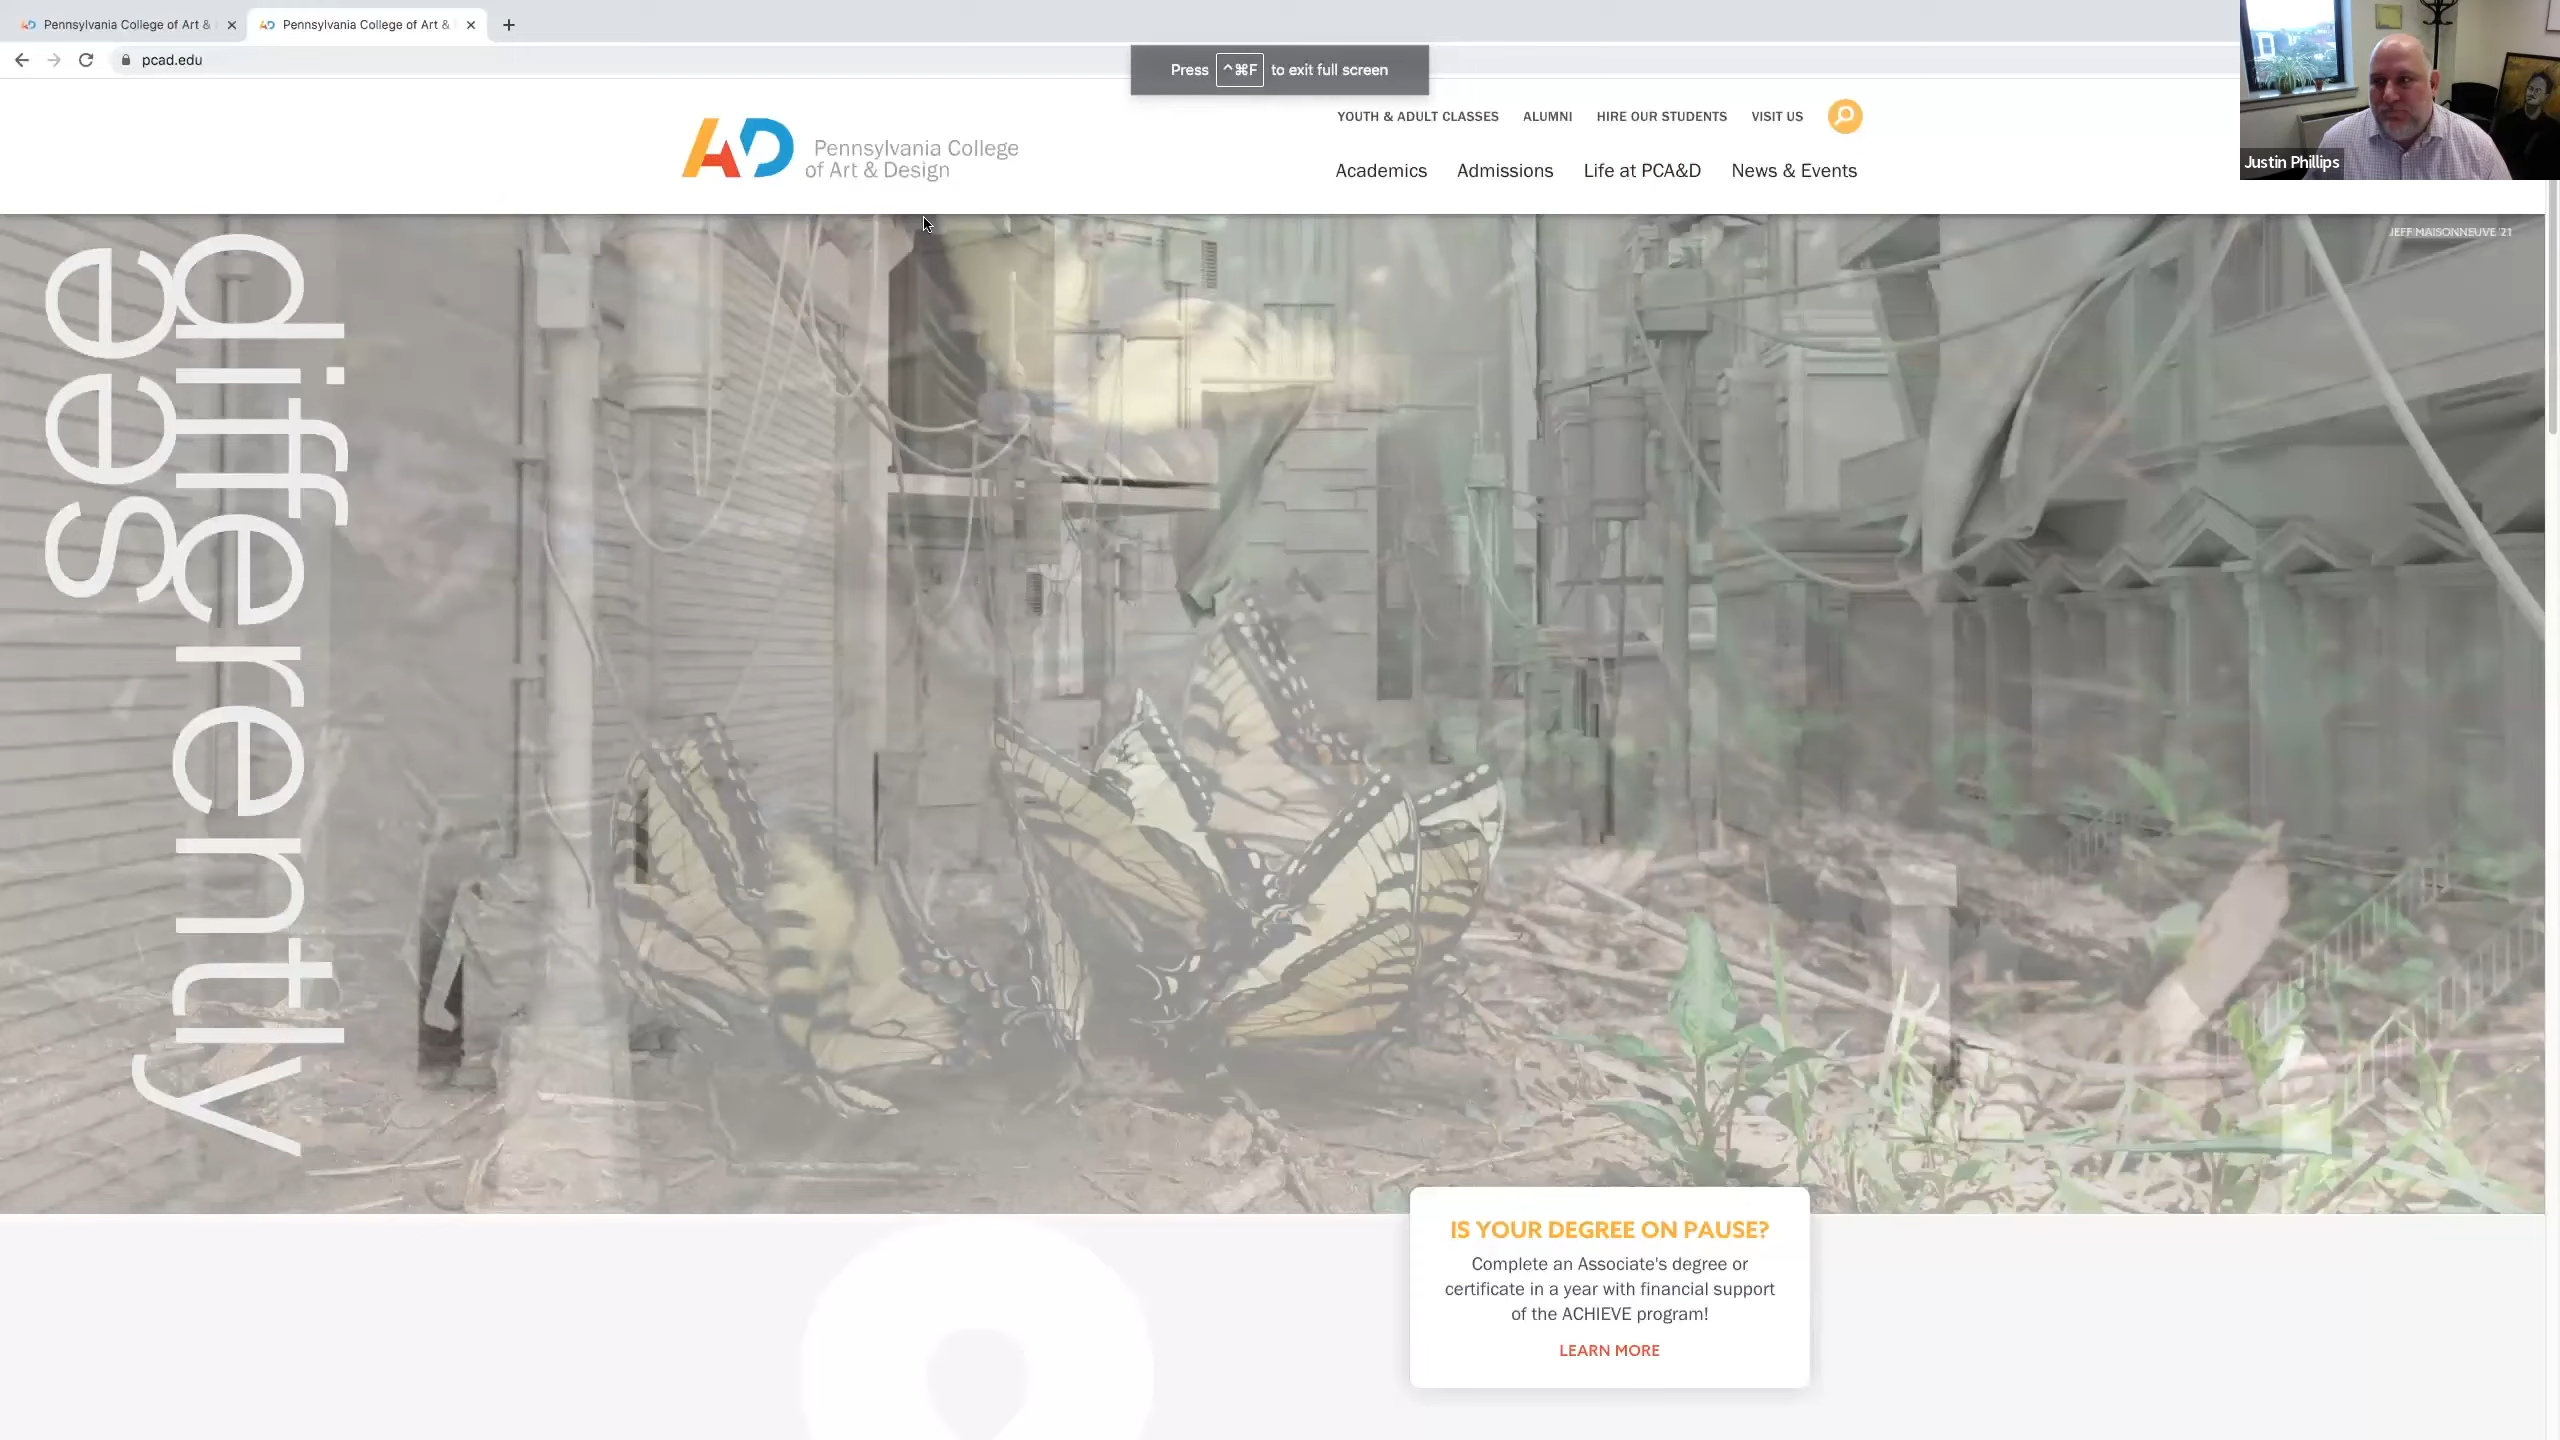 Pennsylvania College of Art &
Pennsylvania College of Art &
pcad.edu
Press ^⌘F to exit full screen
YOUTH & ADULT CLASSES ALUMNI HIRE OUR STUDENTS VISIT US
Pennsylvania College
of Art & Design
Academics Admissions Life at PCA&D News & Events
Justin Phillips
JEFF MAISONNEUVE '21
differently
see
IS YOUR DEGREE ON PAUSE?
Complete an Associate's degree or
certificate in a year with financial support
of the ACHIEVE program!
LEARN MORE